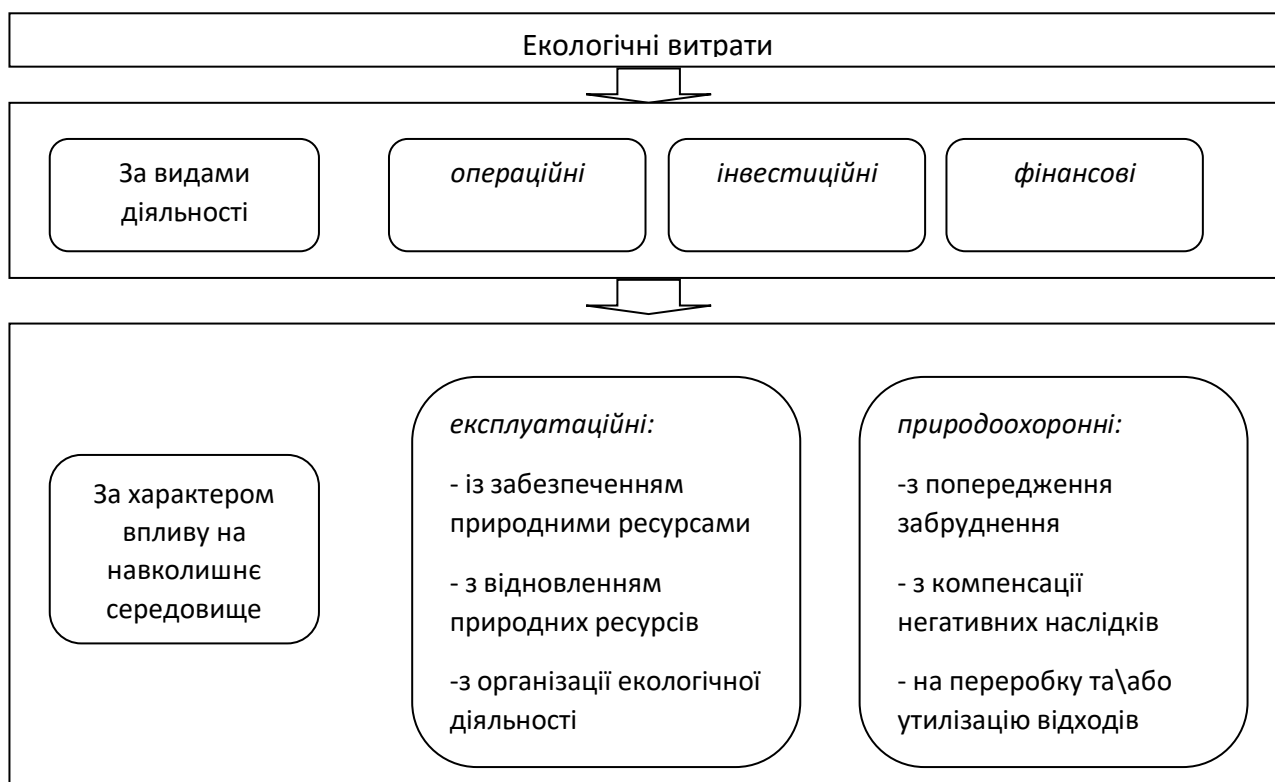 Екологічні витрати
За видами
діяльності
операційні
інвестиційні
фінансові
За характером
впливу на
навколишнє
середовище
експлуатаційні:
- із забезпеченням
природними ресурсами
- з відновленням
природних ресурсів
-з організації екологічної
діяльності
природоохоронні:
-з попередження
забруднення
- з компенсації
негативних наслідків
- на переробку та\або
утилізацію відходів